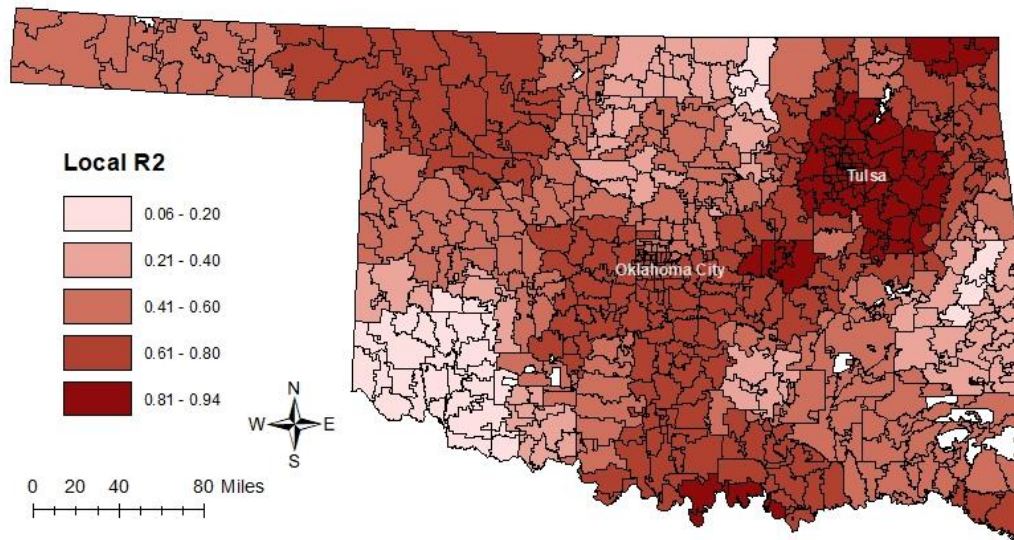 Local R2
0.06 - 0.20
0.21 - 0.40
0.41 - 0.60
0.61 - 0.80
0.81 - 0.94
Tulsa
Oklahoma City
N
W E
S
0 20 40 80 Miles